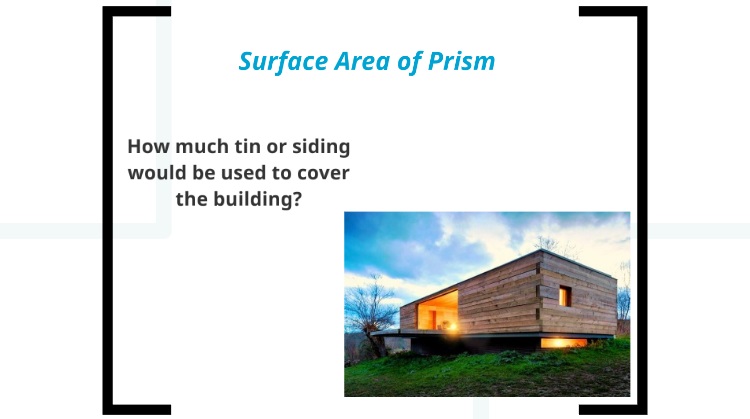 Surface Area of Prism
How much tin or siding
would be used to cover
the building?